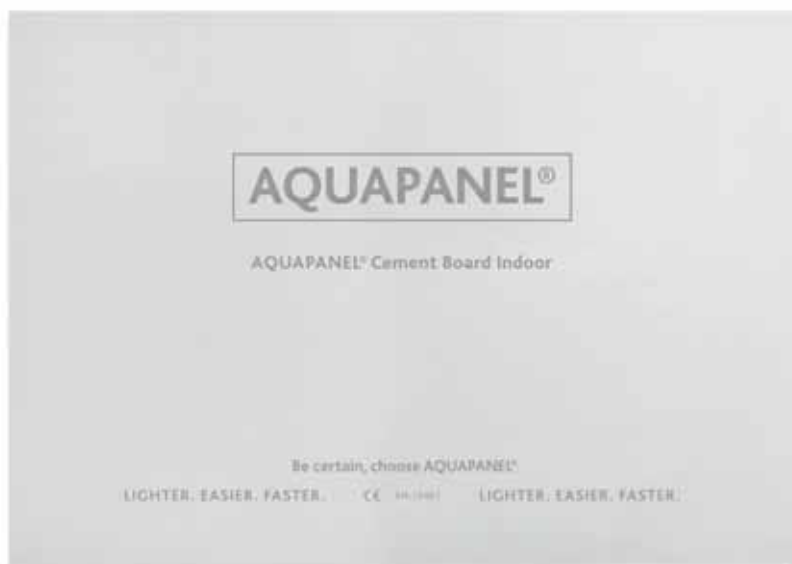 AQUAPANEL®
AQUAPANEL® Cement Board Indoor
Be certain, choose AQUAPANEL®
LIGHTER. EASIER. FASTER. CE LIGHTER. EASIER. FASTER.